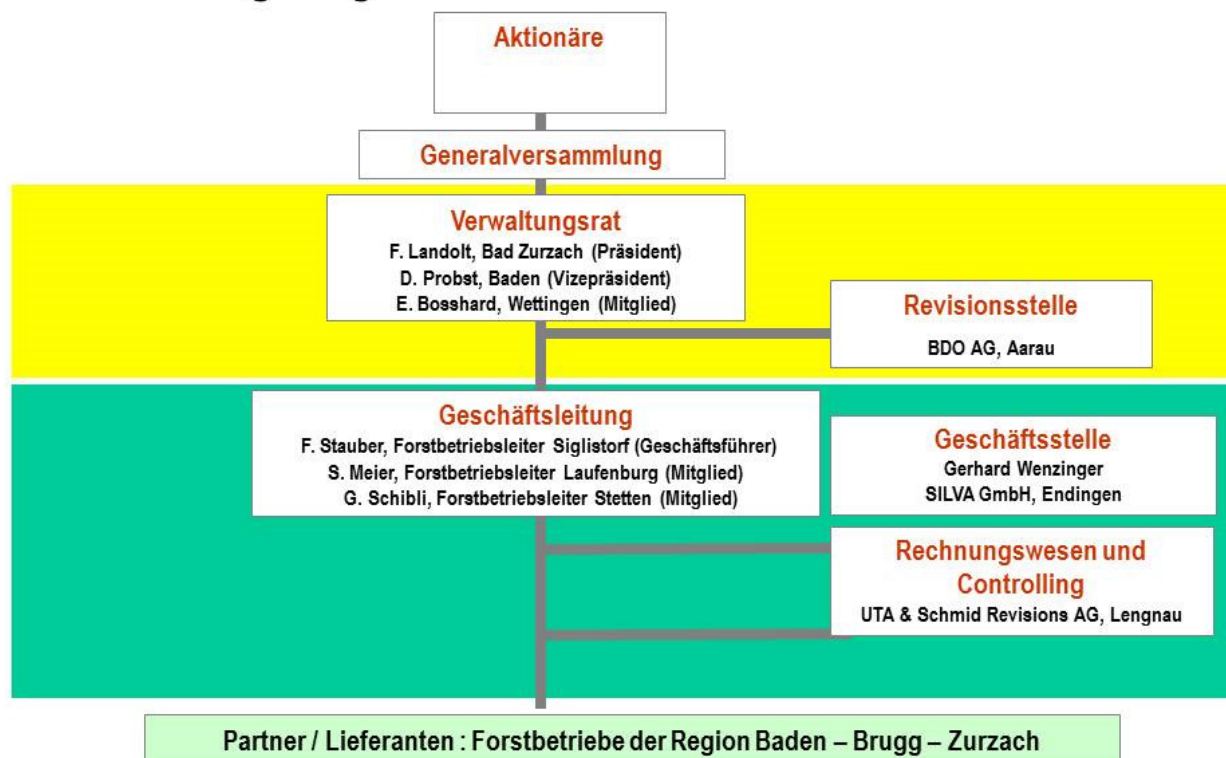 Aktionäre
Generalversammlung
Verwaltungsrat
F. Landolt, Bad Zurzach (Präsident)
D. Probst, Baden (Vizepräsident)
E. Bosshard, Wettingen (Mitglied)
Revisionsstelle
BDO AG, Aarau
Geschäftsleitung
F. Stauber, Forstbetriebsleiter Siglistorf (Geschäftsführer)
S. Meier, Forstbetriebsleiter Laufenburg (Mitglied)
G. Schibli, Forstbetriebsleiter Stetten (Mitglied)
Geschäftsstelle
Gerhard Wenzinger
SILVA GmbH, Endingen
Rechnungswesen und
Controlling
UTA & Schmid Revisions AG, Lengnau
Partner / Lieferanten : Forstbetriebe der Region Baden – Brugg – Zurzach